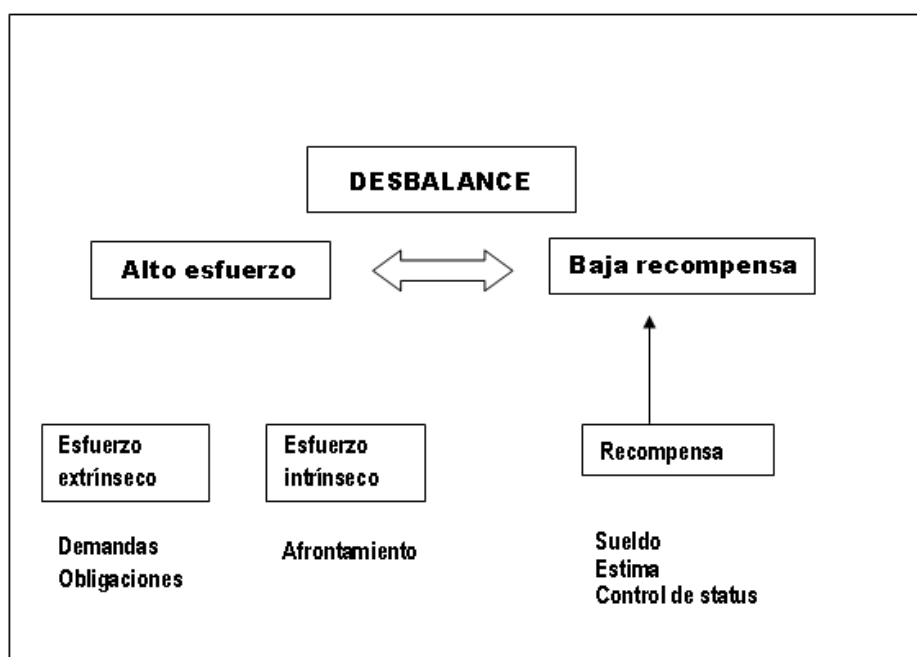 DESBALANCE
Alto esfuerzo
Baja recompensa
Esfuerzo
extrínseco
Esfuerzo
intrínseco
Recompensa
Demandas
Obligaciones
Afrontamiento
Sueldo
Estima
Control de status